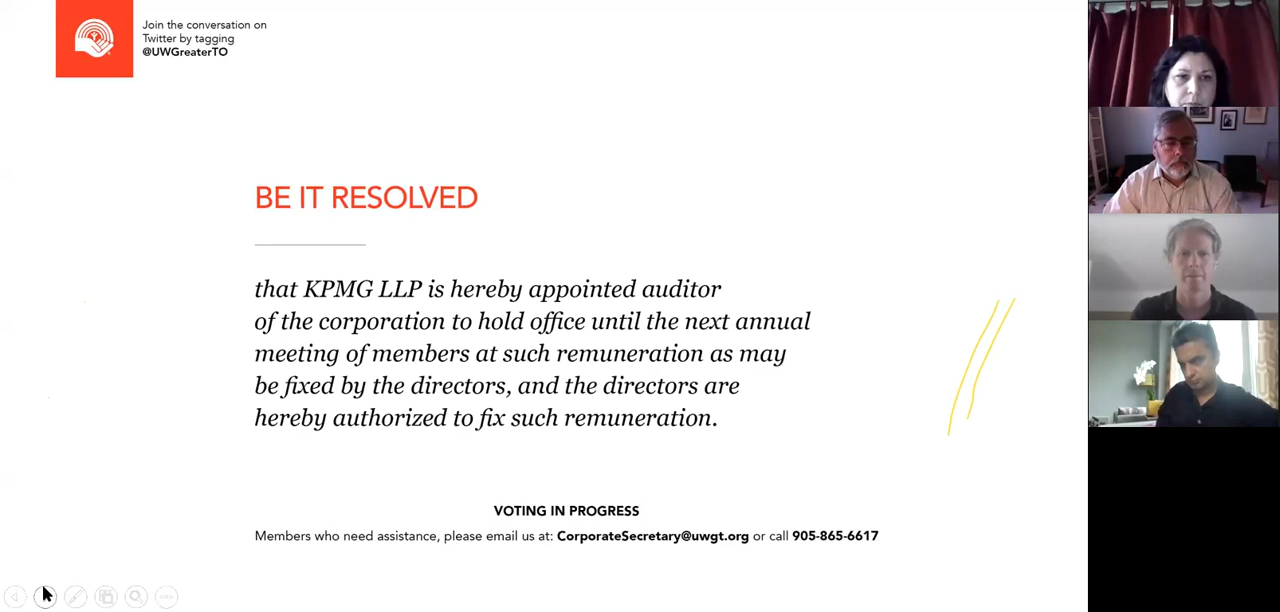 Join the conversation on
Twitter by tagging
@UWGreaterTO
BE IT RESOLVED
that KPMG LLP is hereby appointed auditor
of the corporation to hold office until the next annual
meeting of members at such remuneration as may
be fixed by the directors, and the directors are
hereby authorized to fix such remuneration.
VOTING IN PROGRESS
Members who need assistance, please email us at: CorporateSecretary@uwgt.org or call 905-865-6617